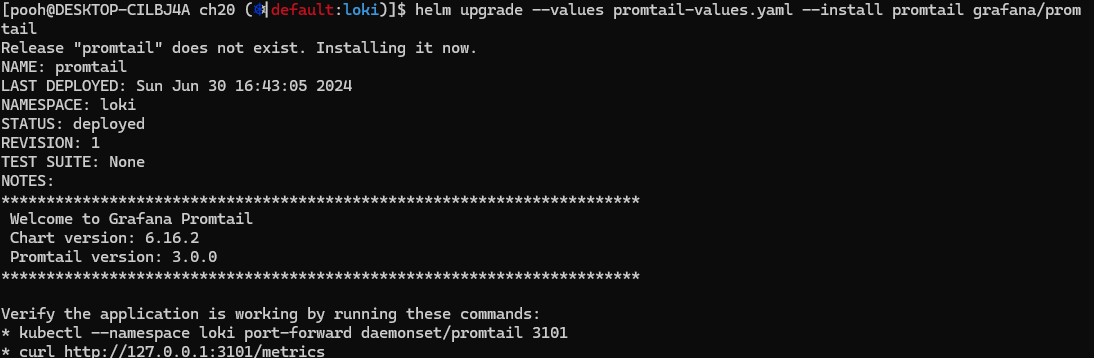 [pooh@DESKTOP-CILBJ4A ch20 (⎈|default:loki)]$ helm upgrade --values promtail-values.yaml --install promtail grafana/prom
tail
Release "promtail" does not exist. Installing it now.
NAME: promtail
LAST DEPLOYED: Sun Jun 30 16:43:05 2024
NAMESPACE: loki
STATUS: deployed
REVISION: 1
TEST SUITE: None
NOTES:
***********************************************************************
 Welcome to Grafana Promtail
 Chart version: 6.16.2
 Promtail version: 3.0.0
***********************************************************************

Verify the application is working by running these commands:
* kubectl --namespace loki port-forward daemonset/promtail 3101
* curl http://127.0.0.1:3101/metrics